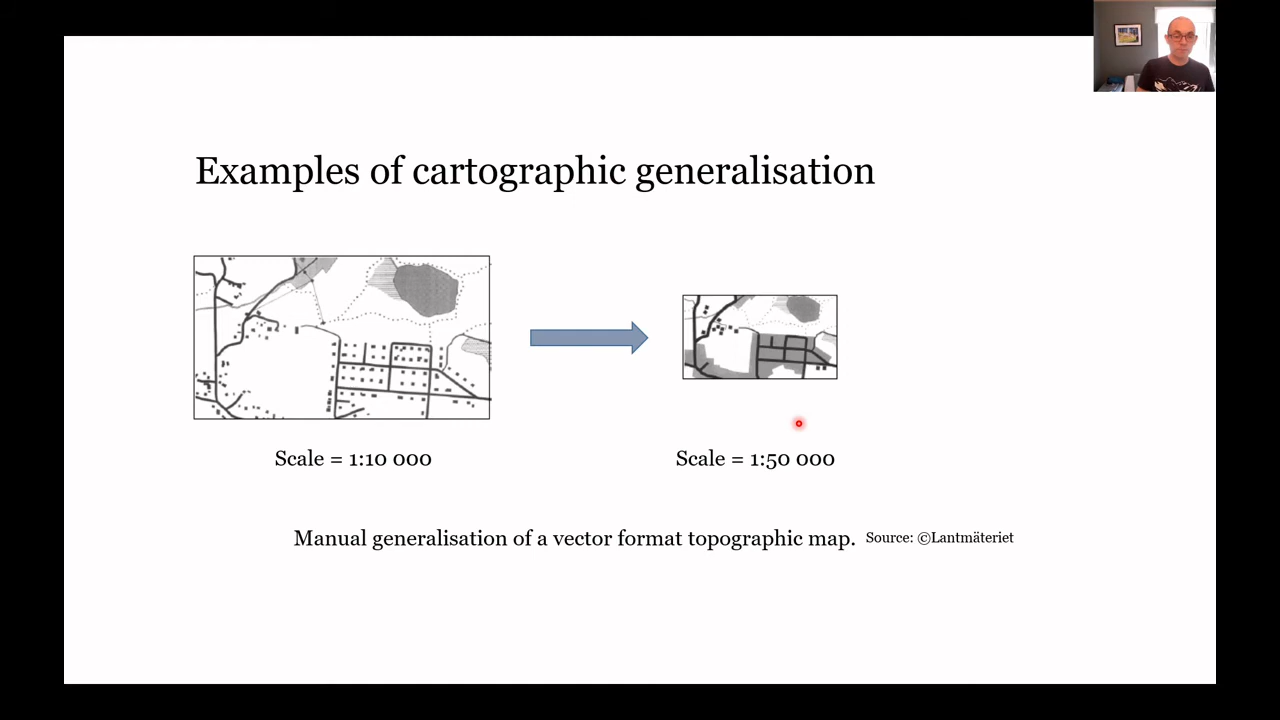 Examples of cartographic generalisation
Scale = 1:10 000
Scale = 1:50 000
Manual generalisation of a vector format topographic map. Source: ©Lantmäteriet